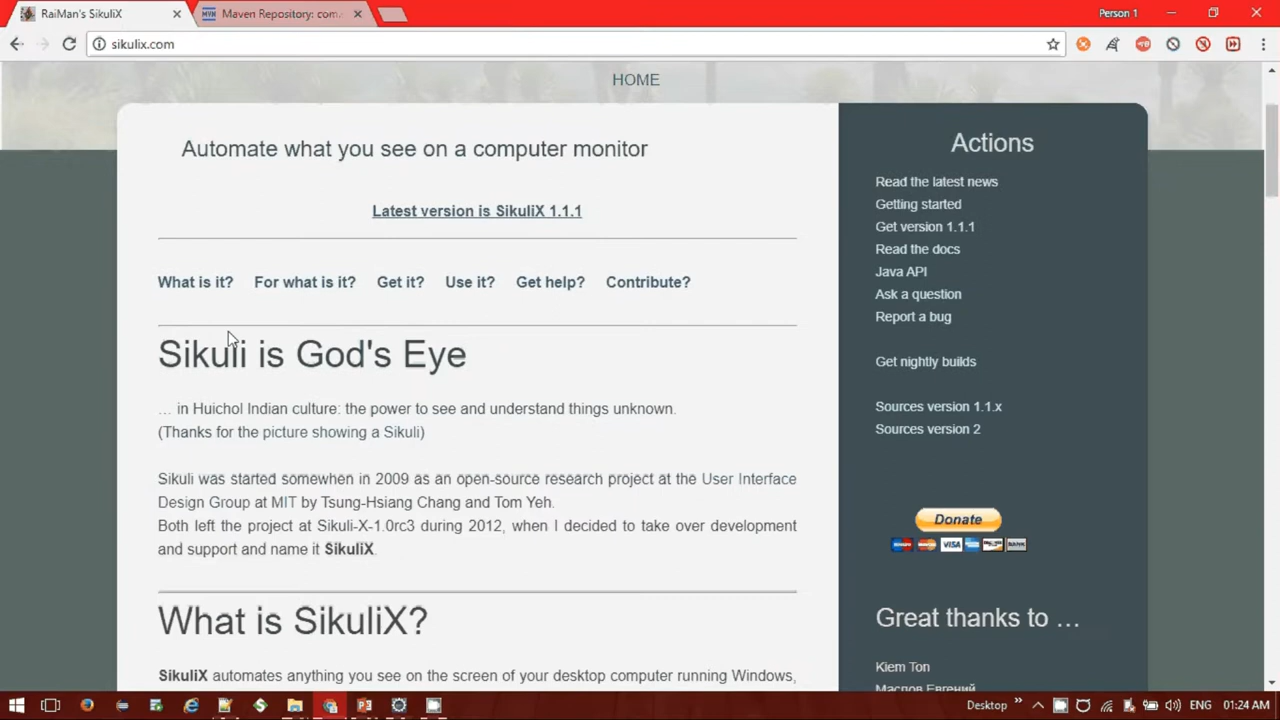 RaiMan's SikuliX
Maven Repository: com.
Person 1
sikulix.com
HOME
Automate what you see on a computer monitor
Latest version is SikuliX 1.1.1
What is it? For what is it? Get it? Use it? Get help? Contribute?
Sikuli is God's Eye
… in Huichol Indian culture: the power to see and understand things unknown.
(Thanks for the picture showing a Sikuli)
Sikuli was started somewhen in 2009 as an open-source research project at the User Interface
Design Group at MIT by Tsung-Hsiang Chang and Tom Yeh.
Both left the project at Sikuli-X-1.0rc3 during 2012, when I decided to take over development
and support and name it SikuliX.
What is SikuliX?
SikuliX automates anything you see on the screen of your desktop computer running Windows,
Actions
Read the latest news
Getting started
Get version 1.1.1
Read the docs
Java API
Ask a question
Report a bug
Get nightly builds
Sources version 1.1.x
Sources version 2
Donate
VISA
Great thanks to …
Kiem Ton
Маслов Евгений
Desktop
ENG
01:24 AM